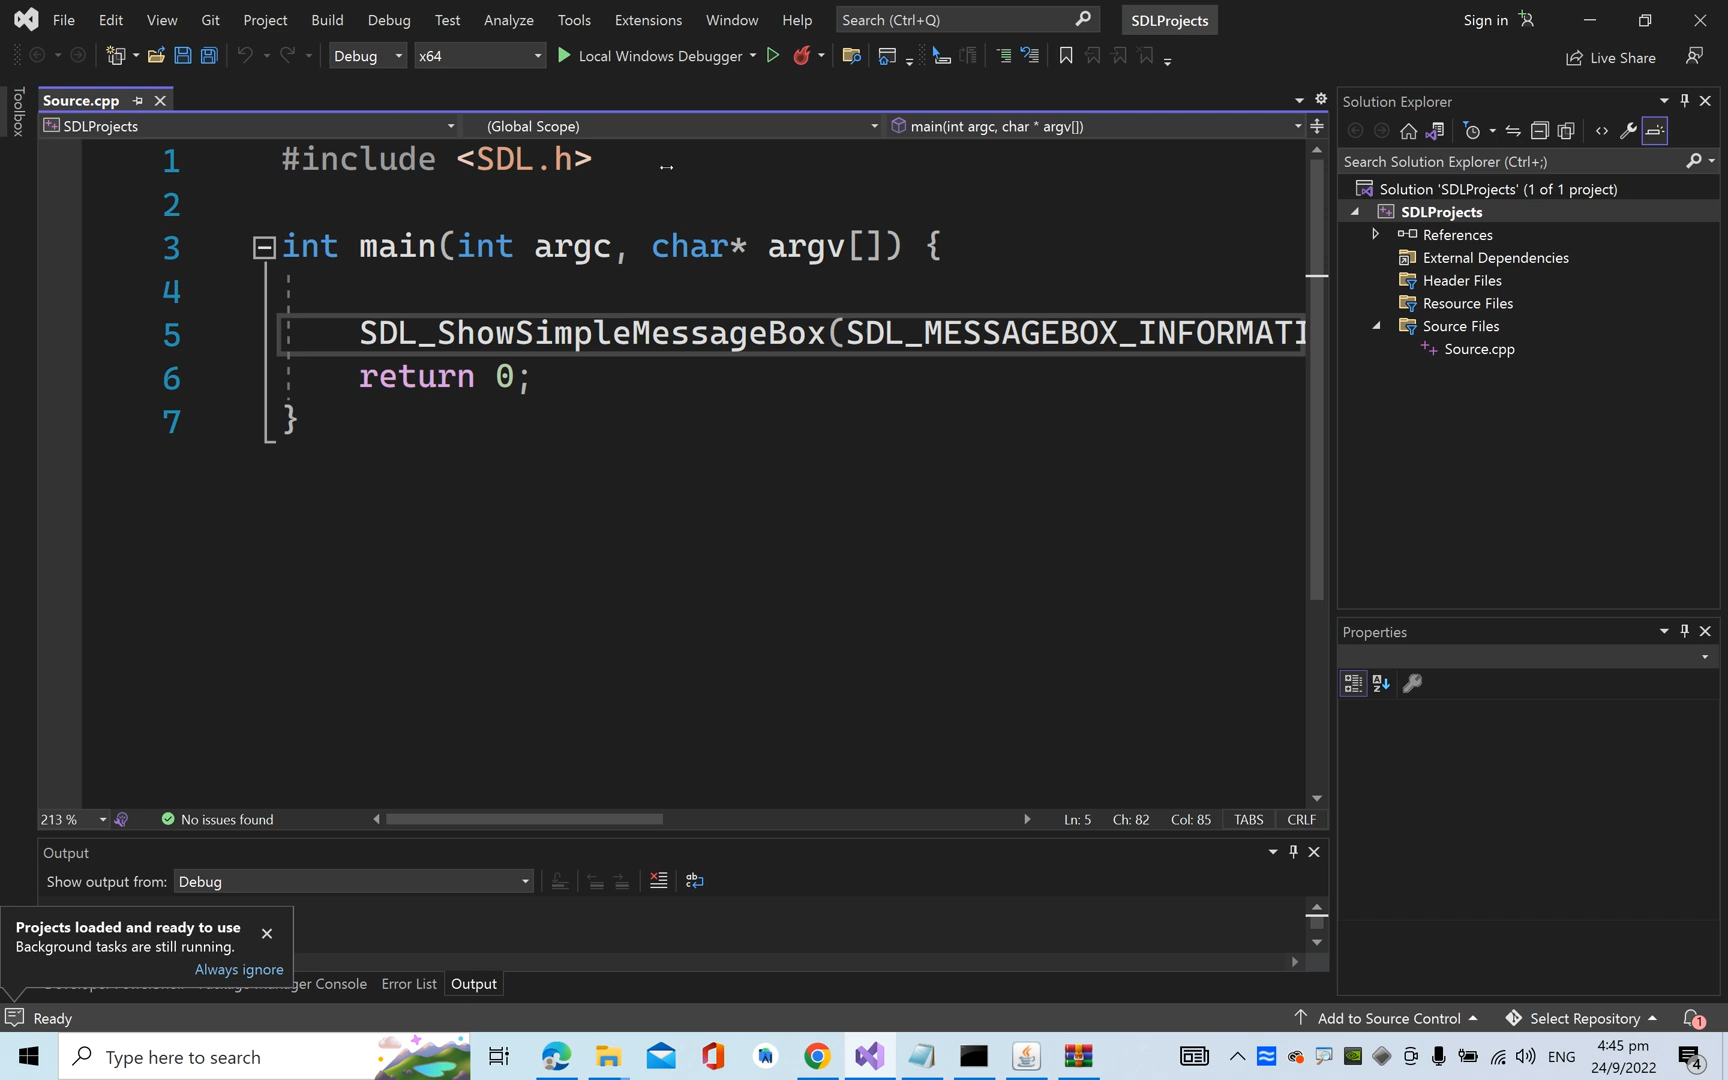 File Edit View Git Project Build Debug Test Analyze Tools Extensions Window Help Search (Ctrl+Q) SDLProjects Sign in
Debug x64 Local Windows Debugger Live Share
Toolbox
Source.cpp
SDLProjects (Global Scope) main(int argc, char * argv[])
1 #include <SDL.h>
2
3 int main(int argc, char* argv[]) {
4
5 SDL_ShowSimpleMessageBox(SDL_MESSAGEBOX_INFORMATI
6 return 0;
7 }
213 % No issues found Ln: 5 Ch: 82 Col: 85 TABS CRLF
Output
Show output from: Debug
Projects loaded and ready to use
Background tasks are still running.
Always ignore
ger Console Error List Output
Solution Explorer
Search Solution Explorer (Ctrl+;)
Solution 'SDLProjects' (1 of 1 project)
SDLProjects
References
External Dependencies
Header Files
Resource Files
Source Files
Source.cpp
Properties
Ready Add to Source Control Select Repository 1
Type here to search ENG 4:45 pm
24/9/2022 4